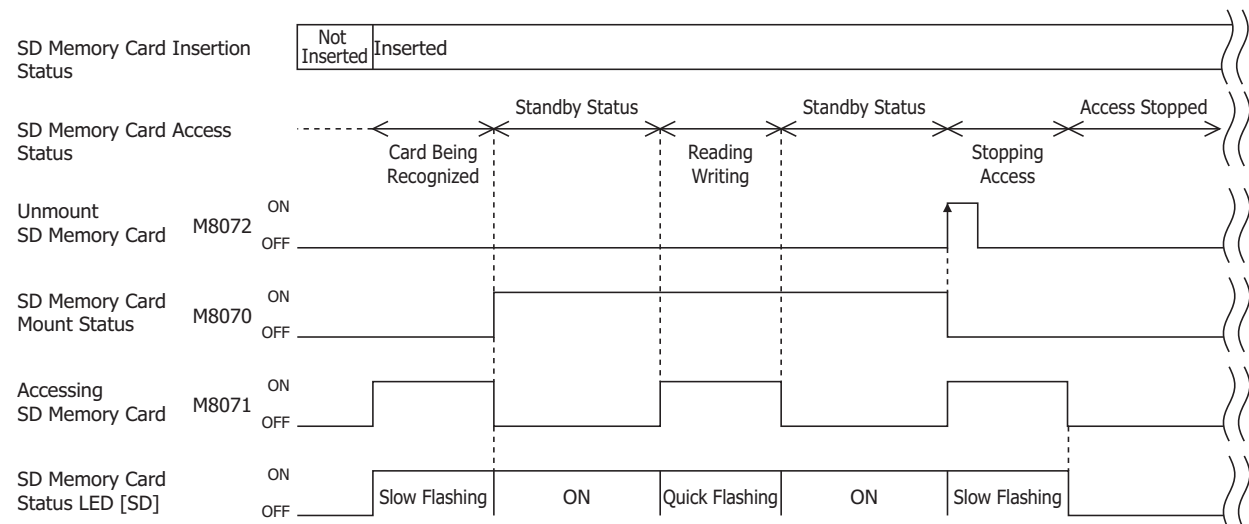 SD Memory Card Insertion
Status
Not
Inserted
Inserted
SD Memory Card Access
Status
Standby Status
Standby Status
Access Stopped
Card Being
Recognized
Reading
Writing
Stopping
Access
Unmount
SD Memory Card
M8072
ON
OFF
SD Memory Card
Mount Status
M8070
ON
OFF
Accessing
SD Memory Card
M8071
ON
OFF
SD Memory Card
Status LED [SD]
ON
OFF
Slow Flashing
ON
Quick Flashing
ON
Slow Flashing